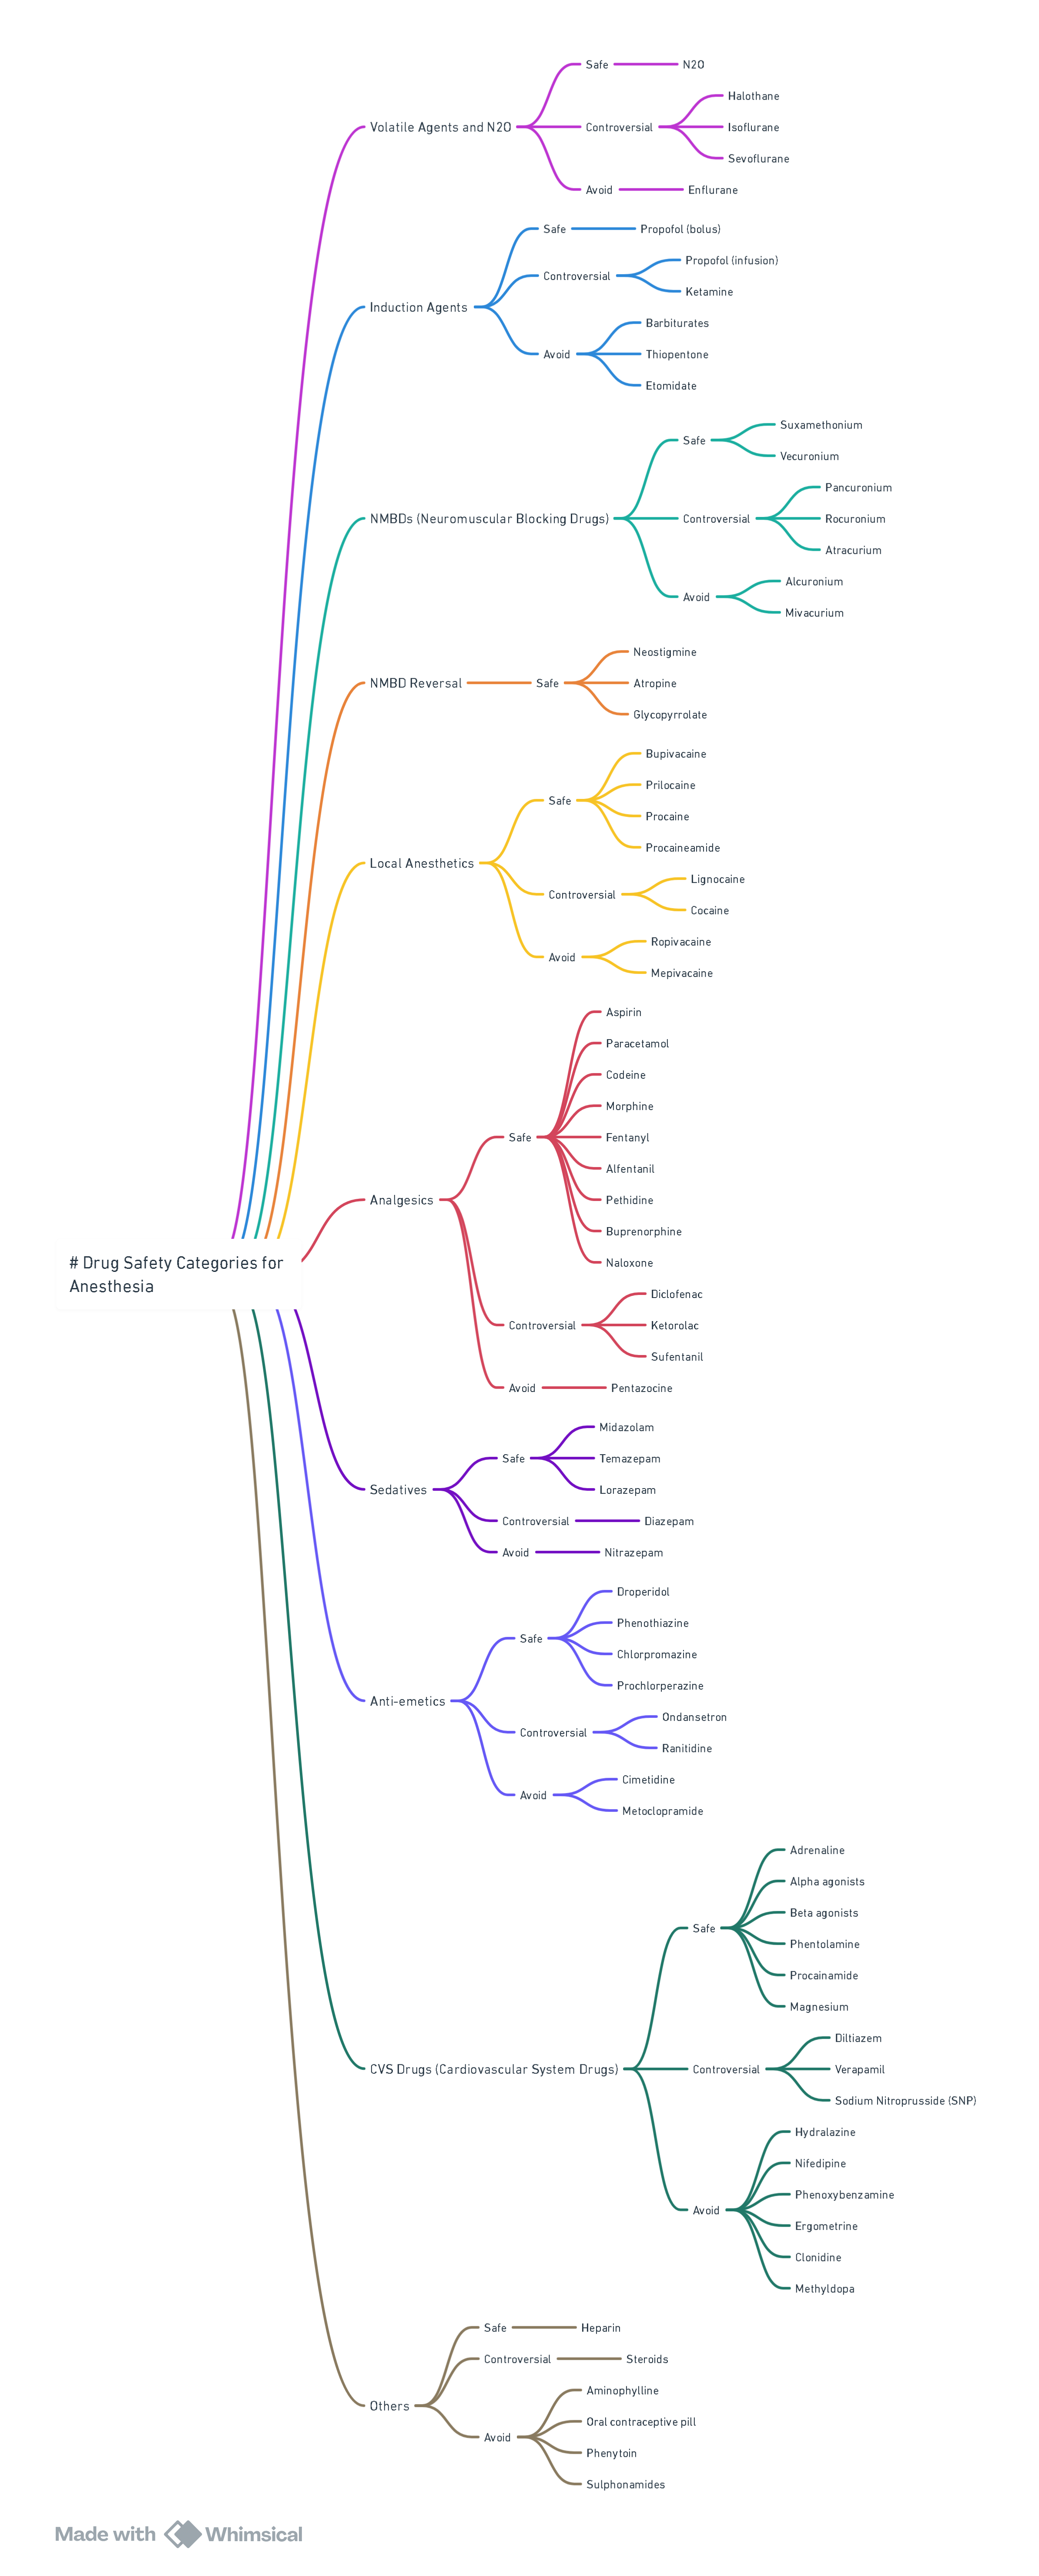 Safe
N2O
Halothane
Volatile Agents and N2O
Controversial
Isoflurane
Sevoflurane
Avoid
Enflurane
Safe
Propofol (bolus)
Propofol (infusion)
Controversial
Ketamine
Induction Agents
Barbiturates
Avoid
Thiopentone
Etomidate
Suxamethonium
Safe
Vecuronium
Pancuronium
NMBDs (Neuromuscular Blocking Drugs)
Controversial
Rocuronium
Atracurium
Alcuronium
Avoid
Mivacurium
Neostigmine
NMBD Reversal
Safe
Atropine
Glycopyrrolate
Bupivacaine
Prilocaine
Safe
Procaine
Procaineamide
Local Anesthetics
Lignocaine
Controversial
Cocaine
Ropivacaine
Avoid
Mepivacaine
Aspirin
Paracetamol
Codeine
Morphine
Safe
Fentanyl
Alfentanil
Analgesics
Pethidine
Buprenorphine
Naloxone
# Drug Safety Categories for
Anesthesia
Diclofenac
Controversial
Ketorolac
Sufentanil
Avoid
Pentazocine
Midazolam
Safe
Temazepam
Sedatives
Lorazepam
Controversial
Diazepam
Avoid
Nitrazepam
Droperidol
Phenothiazine
Safe
Chlorpromazine
Prochlorperazine
Anti-emetics
Ondansetron
Controversial
Ranitidine
Cimetidine
Avoid
Metoclopramide
Adrenaline
Alpha agonists
Beta agonists
Safe
Phentolamine
Procainamide
Magnesium
Diltiazem
CVS Drugs (Cardiovascular System Drugs)
Controversial
Verapamil
Sodium Nitroprusside (SNP)
Hydralazine
Nifedipine
Phenoxybenzamine
Avoid
Ergometrine
Clonidine
Methyldopa
Safe
Heparin
Controversial
Steroids
Aminophylline
Others
Oral contraceptive pill
Avoid
Phenytoin
Sulphonamides
Made with Whimsical